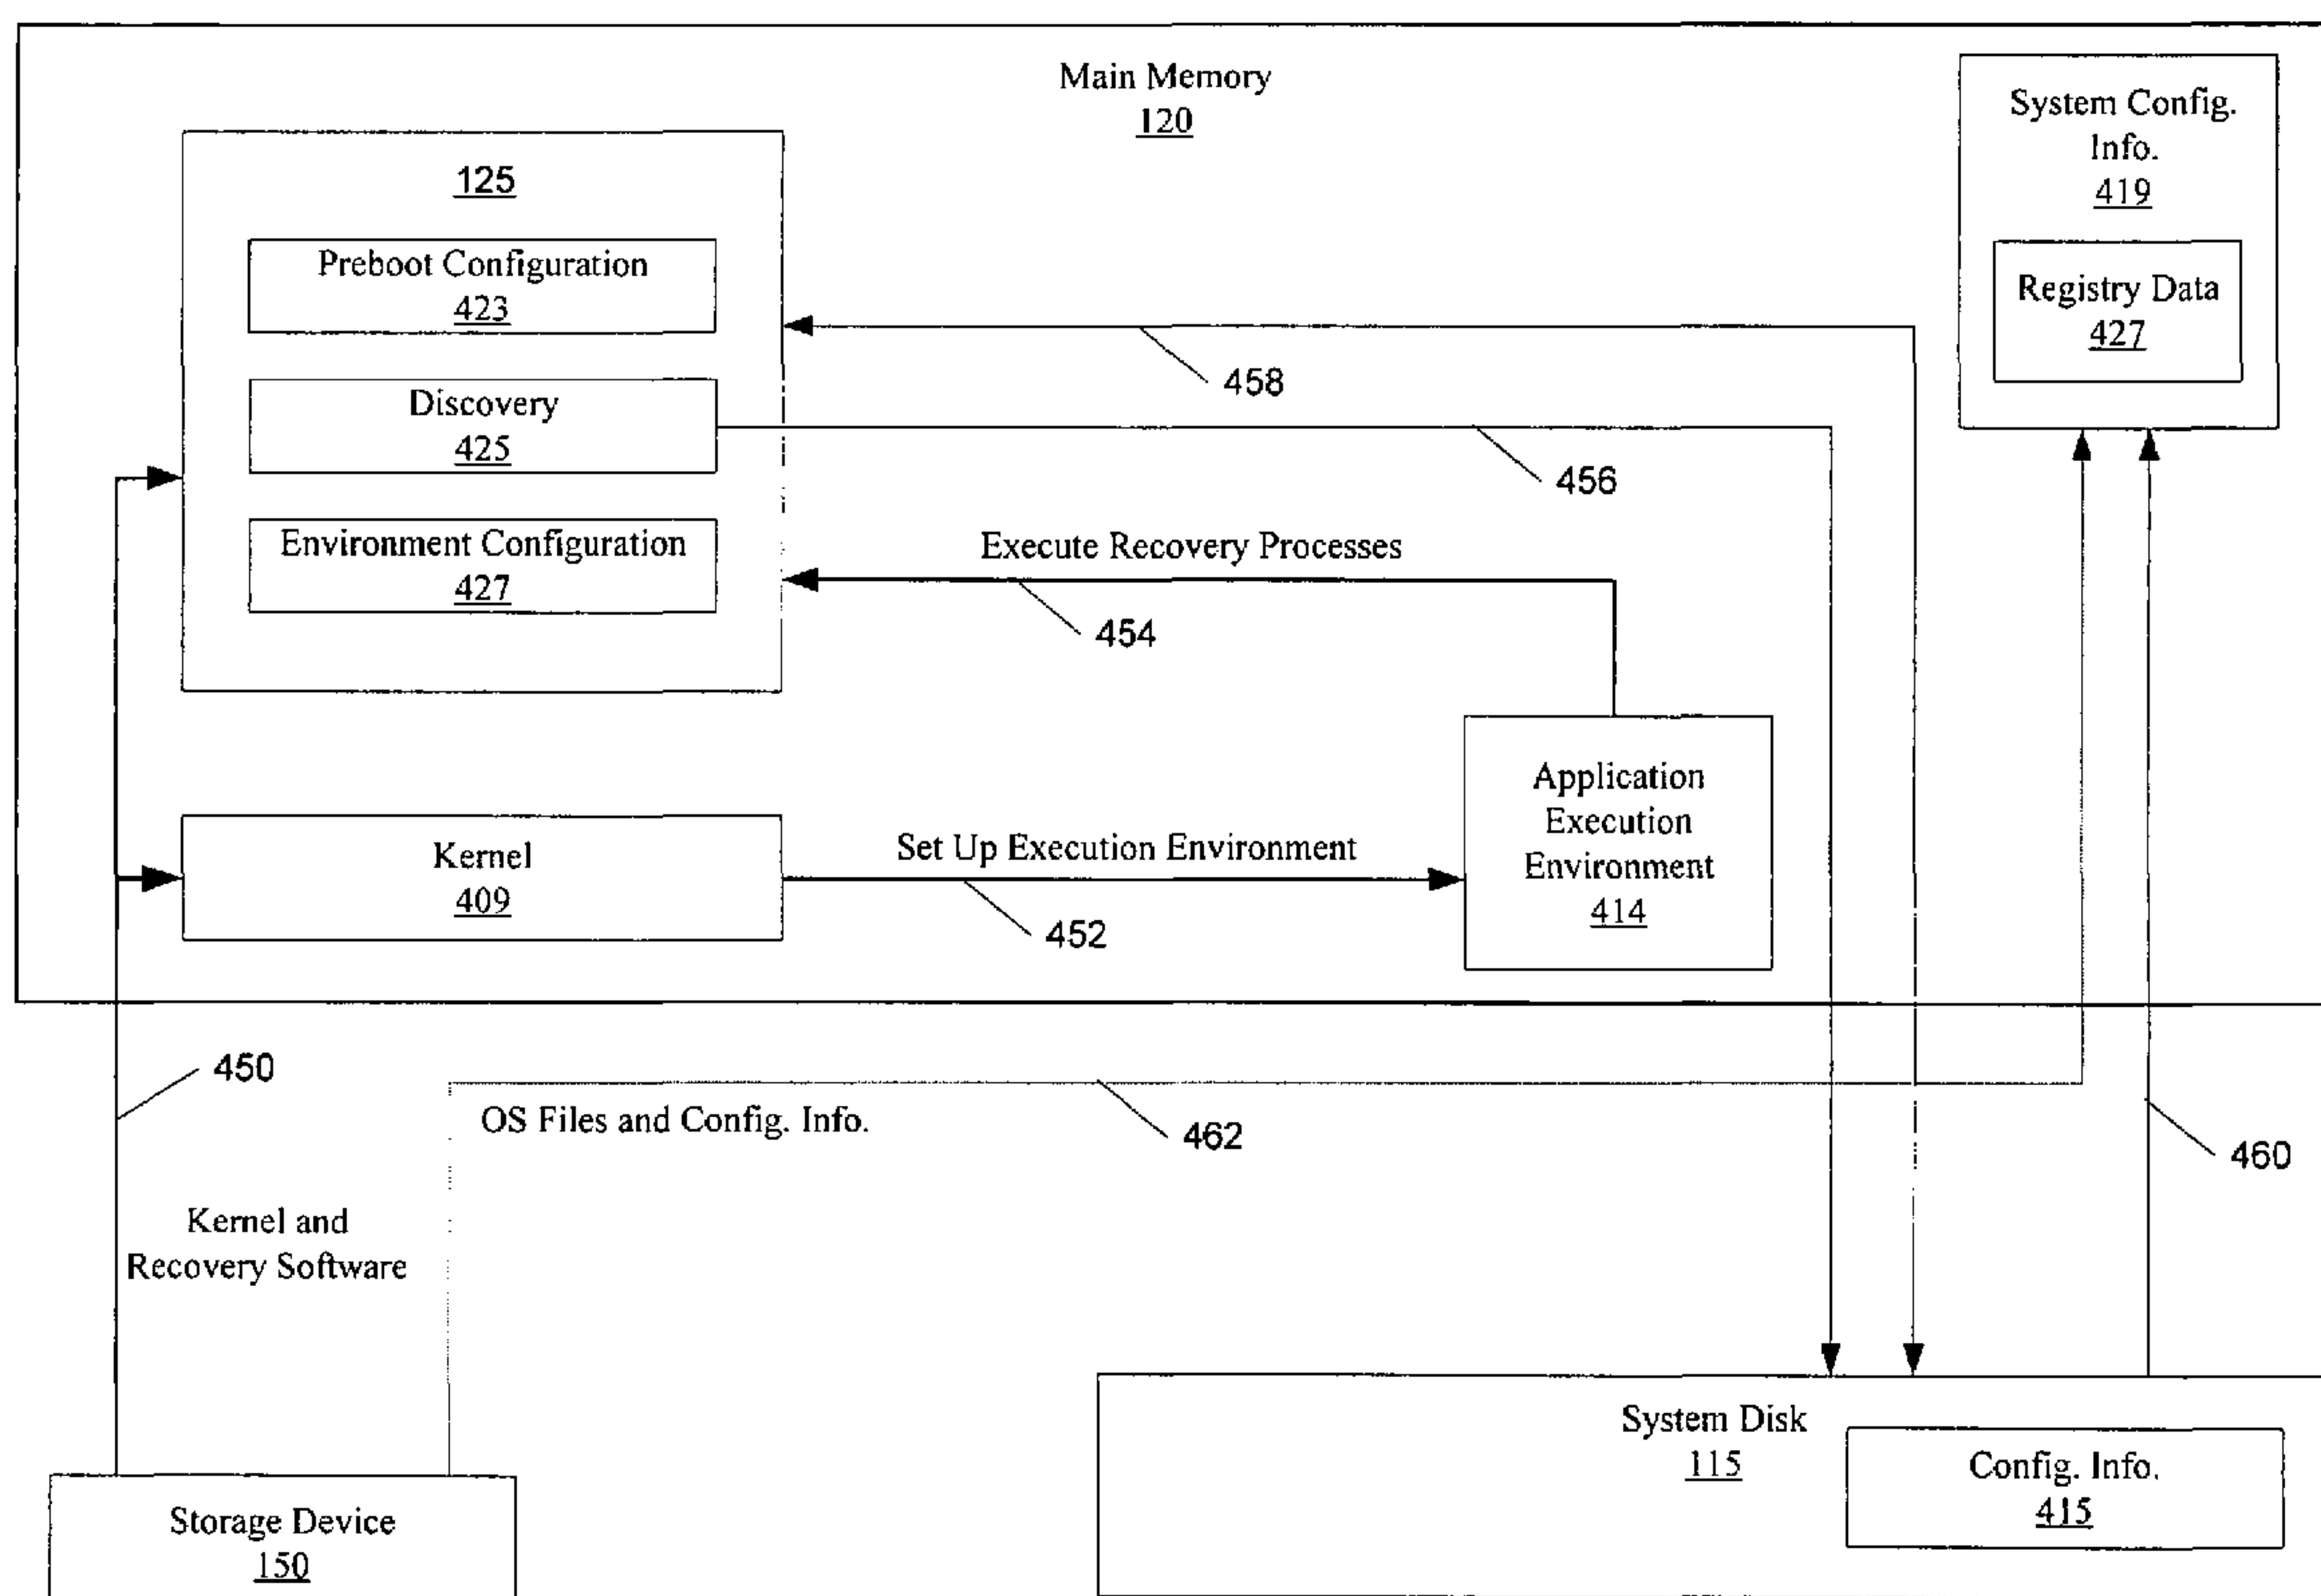 Main Memory
120
System Config.
Info.
419
Registry Data
427
125
Preboot Configuration
423
Discovery
425
Environment Configuration
427
458
456
Execute Recovery Processes
454
Application
Execution
Environment
414
Kernel
409
Set Up Execution Environment
452
450
OS Files and Config. Info.
462
460
Kernel and
Recovery Software
System Disk
115
Config. Info.
415
Storage Device
150